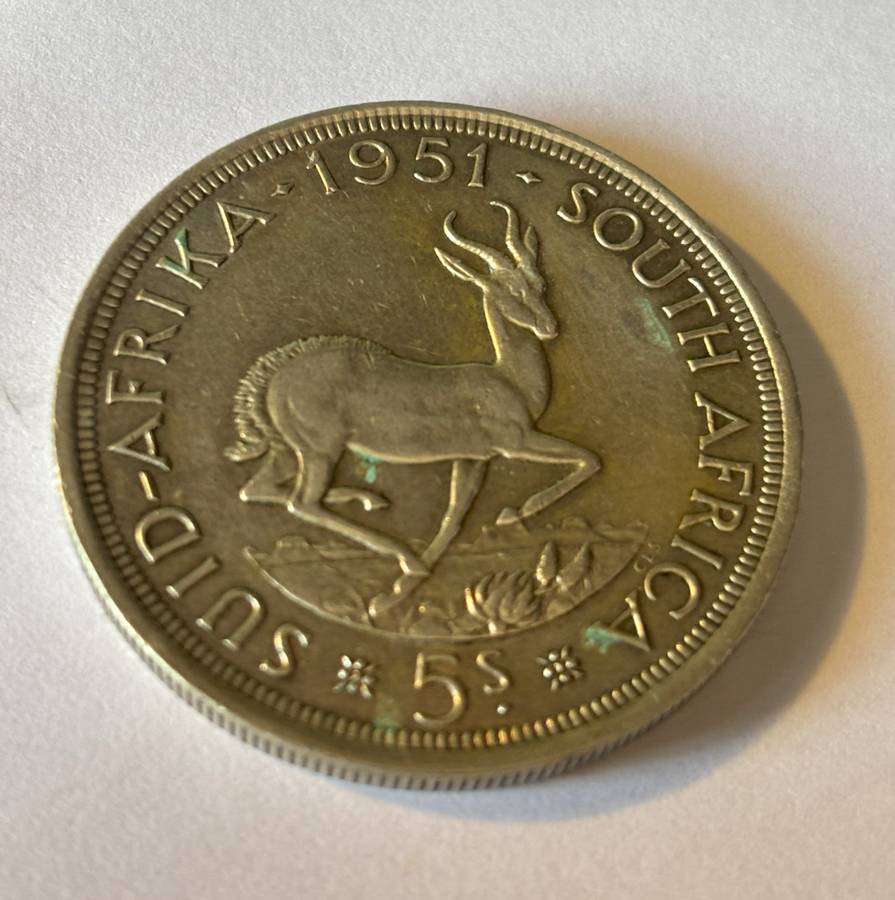 SUID-AFRIKA · 1951 · SOUTH AFRICA
5S